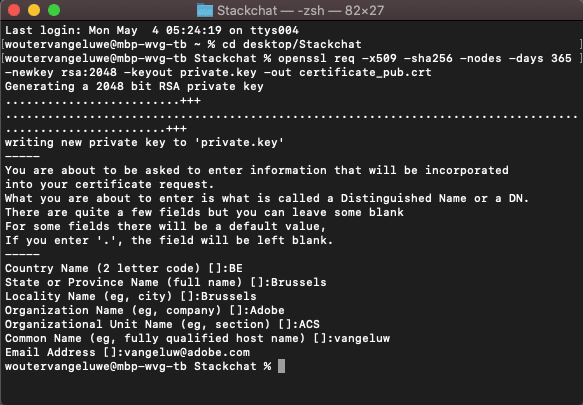 Stackchat — -zsh — 82×27
Last login: Mon May  4 05:24:19 on ttys004
[woutervangeluwe@mbp-wvg-tb ~ % cd desktop/Stackchat ]
[woutervangeluwe@mbp-wvg-tb Stackchat % openssl req -x509 -sha256 -nodes -days 365 ]
-newkey rsa:2048 -keyout private.key -out certificate_pub.crt
Generating a 2048 bit RSA private key
.........................+++
..................................................................................
.......................+++
writing new private key to 'private.key'
-----
You are about to be asked to enter information that will be incorporated
into your certificate request.
What you are about to enter is what is called a Distinguished Name or a DN.
There are quite a few fields but you can leave some blank
For some fields there will be a default value,
If you enter '.', the field will be left blank.
-----
Country Name (2 letter code) []:BE
State or Province Name (full name) []:Brussels
Locality Name (eg, city) []:Brussels
Organization Name (eg, company) []:Adobe
Organizational Unit Name (eg, section) []:ACS
Common Name (eg, fully qualified host name) []:vangeluw
Email Address []:vangeluw@adobe.com
woutervangeluwe@mbp-wvg-tb Stackchat %